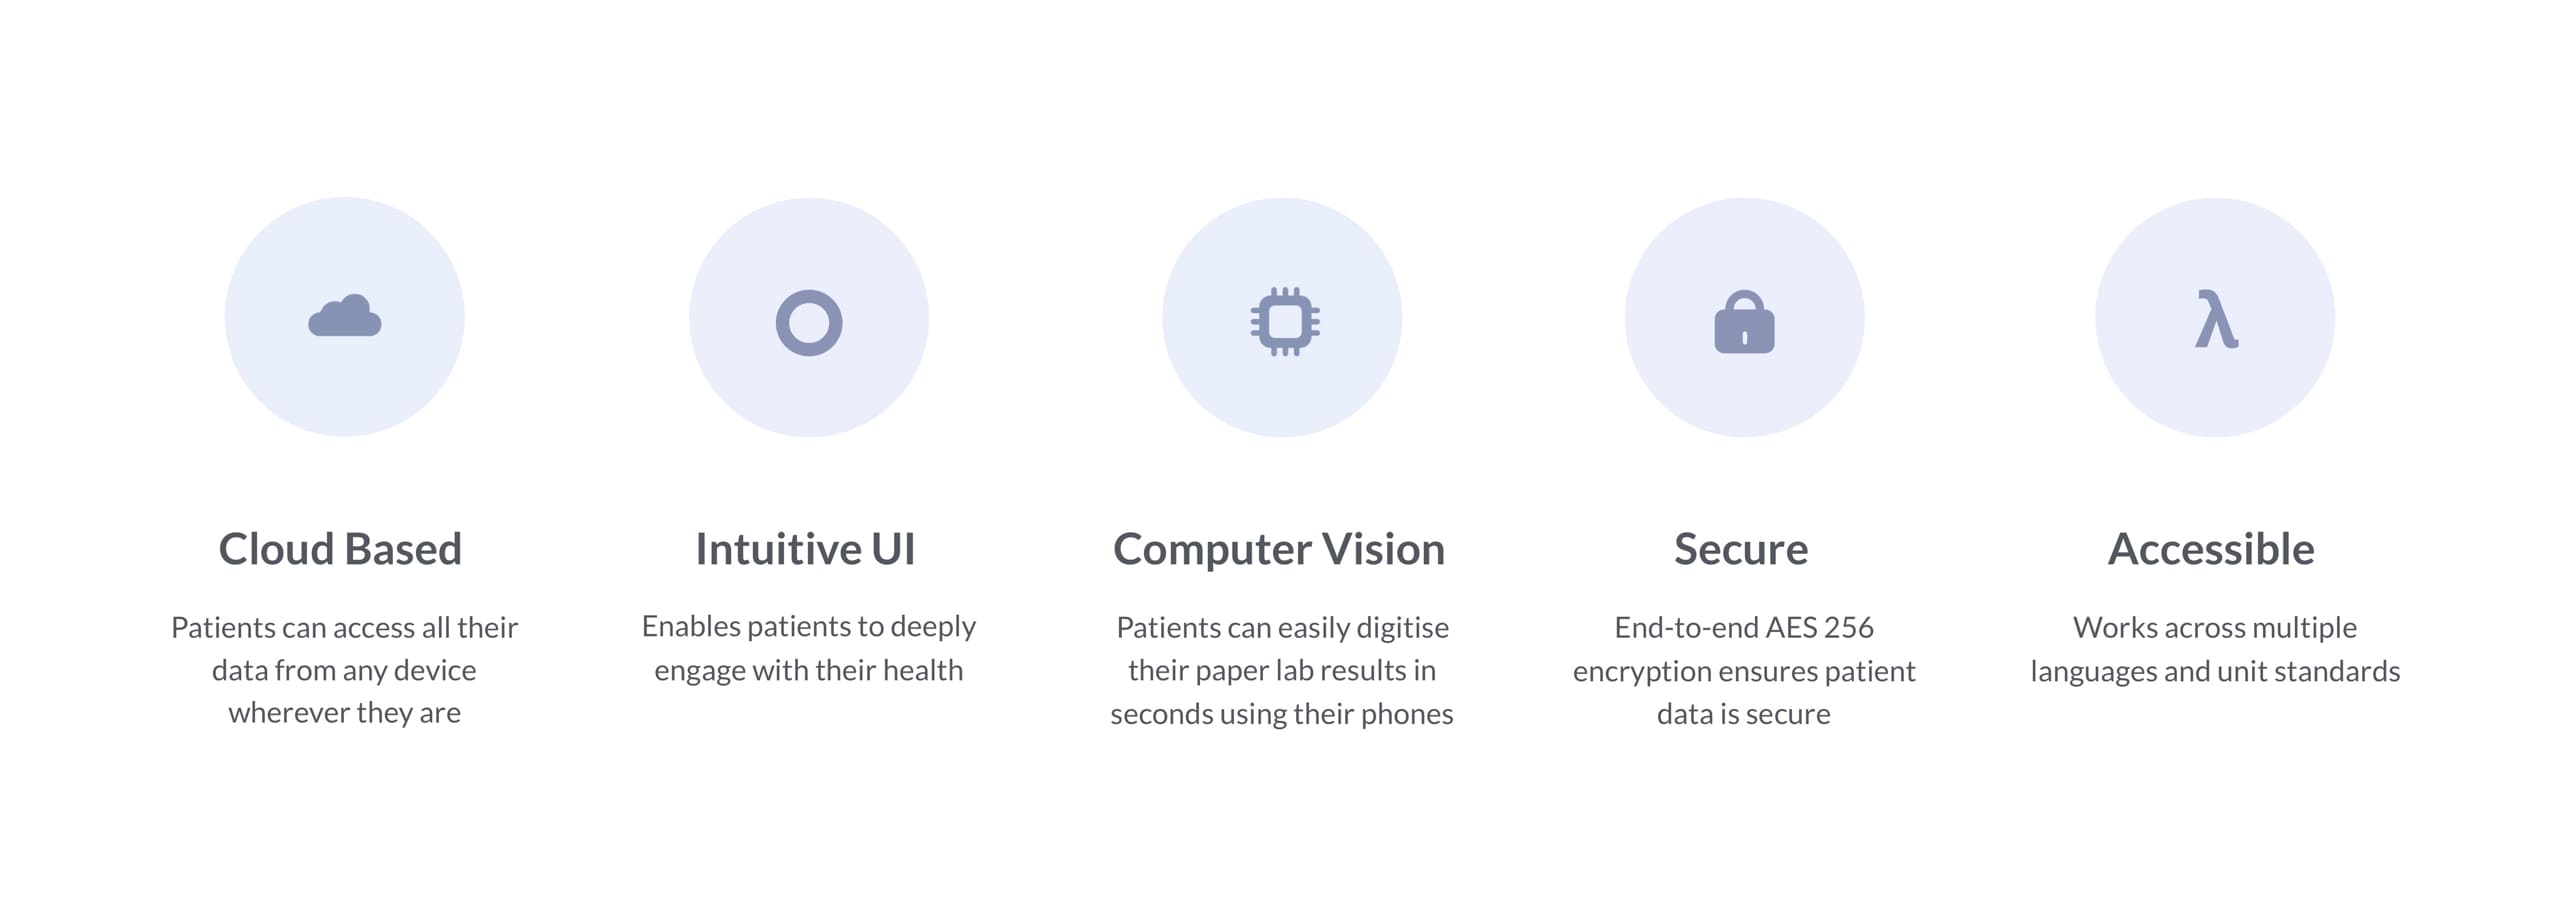 λ
Cloud Based
Patients can access all their
data from any device
wherever they are
Intuitive UI
Enables patients to deeply
engage with their health
Computer Vision
Patients can easily digitise
their paper lab results in
seconds using their phones
Secure
End-to-end AES 256
encryption ensures patient
data is secure
Accessible
Works across multiple
languages and unit standards